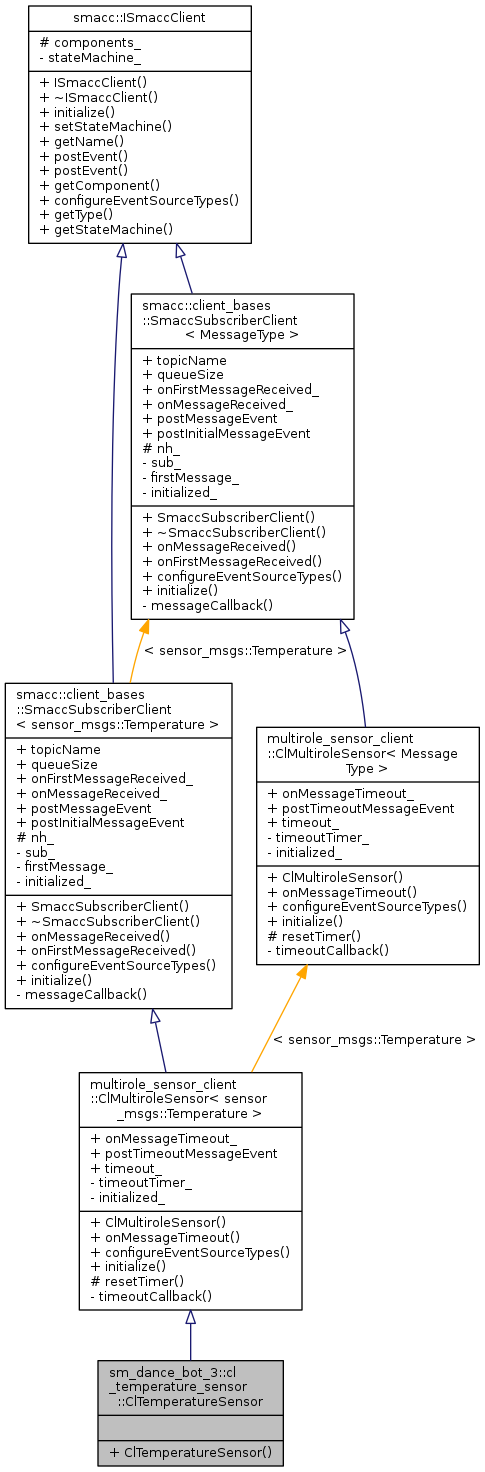 smacc::ISmaccClient
# components_
- stateMachine_
+ ISmaccClient()
+ ~ISmaccClient()
+ initialize()
+ setStateMachine()
+ getName()
+ postEvent()
+ postEvent()
+ getComponent()
+ configureEventSourceTypes()
+ getType()
+ getStateMachine()
smacc::client_bases
::SmaccSubscriberClient
< MessageType >
+ topicName
+ queueSize
+ onFirstMessageReceived_
+ onMessageReceived_
+ postMessageEvent
+ postInitialMessageEvent
# nh_
- sub_
- firstMessage_
- initialized_
+ SmaccSubscriberClient()
+ ~SmaccSubscriberClient()
+ onMessageReceived()
+ onFirstMessageReceived()
+ configureEventSourceTypes()
+ initialize()
- messageCallback()
< sensor_msgs::Temperature >
smacc::client_bases
::SmaccSubscriberClient
< sensor_msgs::Temperature >
+ topicName
+ queueSize
+ onFirstMessageReceived_
+ onMessageReceived_
+ postMessageEvent
+ postInitialMessageEvent
# nh_
- sub_
- firstMessage_
- initialized_
+ SmaccSubscriberClient()
+ ~SmaccSubscriberClient()
+ onMessageReceived()
+ onFirstMessageReceived()
+ configureEventSourceTypes()
+ initialize()
- messageCallback()
multirole_sensor_client
::ClMultiroleSensor< Message
Type >
+ onMessageTimeout_
+ postTimeoutMessageEvent
+ timeout_
- timeoutTimer_
- initialized_
+ ClMultiroleSensor()
+ onMessageTimeout()
+ configureEventSourceTypes()
+ initialize()
# resetTimer()
- timeoutCallback()
< sensor_msgs::Temperature >
multirole_sensor_client
::ClMultiroleSensor< sensor
_msgs::Temperature >
+ onMessageTimeout_
+ postTimeoutMessageEvent
+ timeout_
- timeoutTimer_
- initialized_
+ ClMultiroleSensor()
+ onMessageTimeout()
+ configureEventSourceTypes()
+ initialize()
# resetTimer()
- timeoutCallback()
sm_dance_bot_3::cl
_temperature_sensor
::ClTemperatureSensor
+ ClTemperatureSensor()